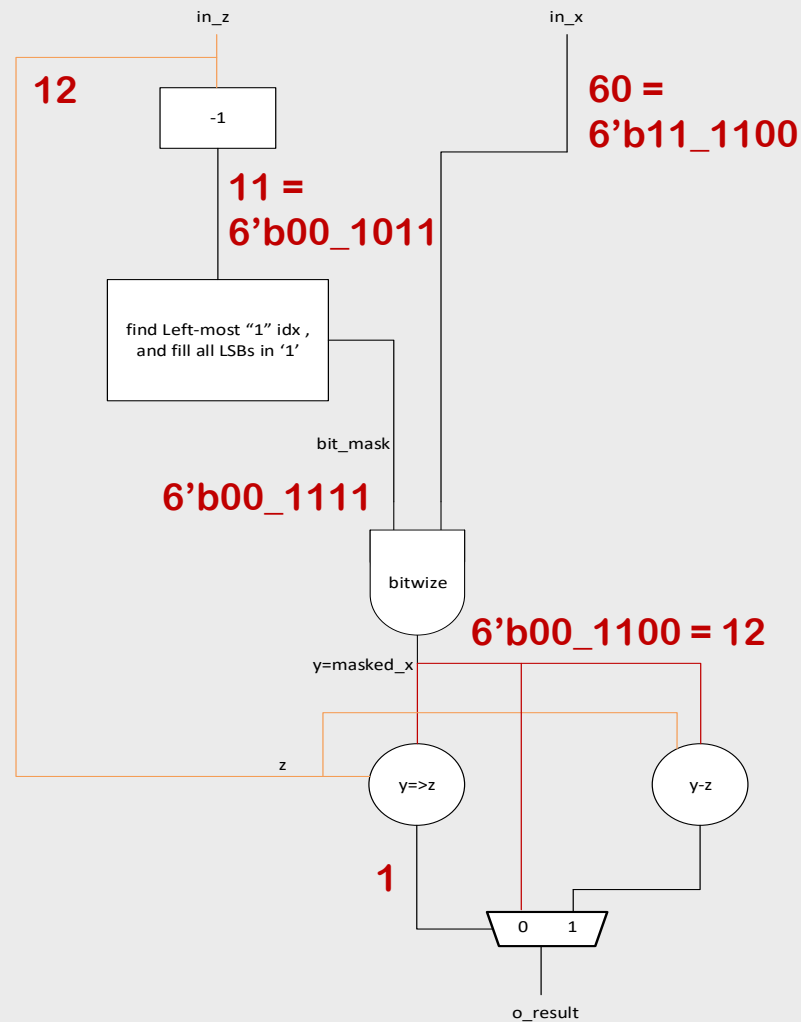 in_z
in_x
12
-1
60 =
6’b11_1100
11 =
6’b00_1011
find Left-most “1” idx ,
and fill all LSBs in ‘1’
bit_mask
6’b00_1111
bitwize
6’b00_1100 = 12
y=masked_x
z
y=>z
y-z
1
0 1
o_result